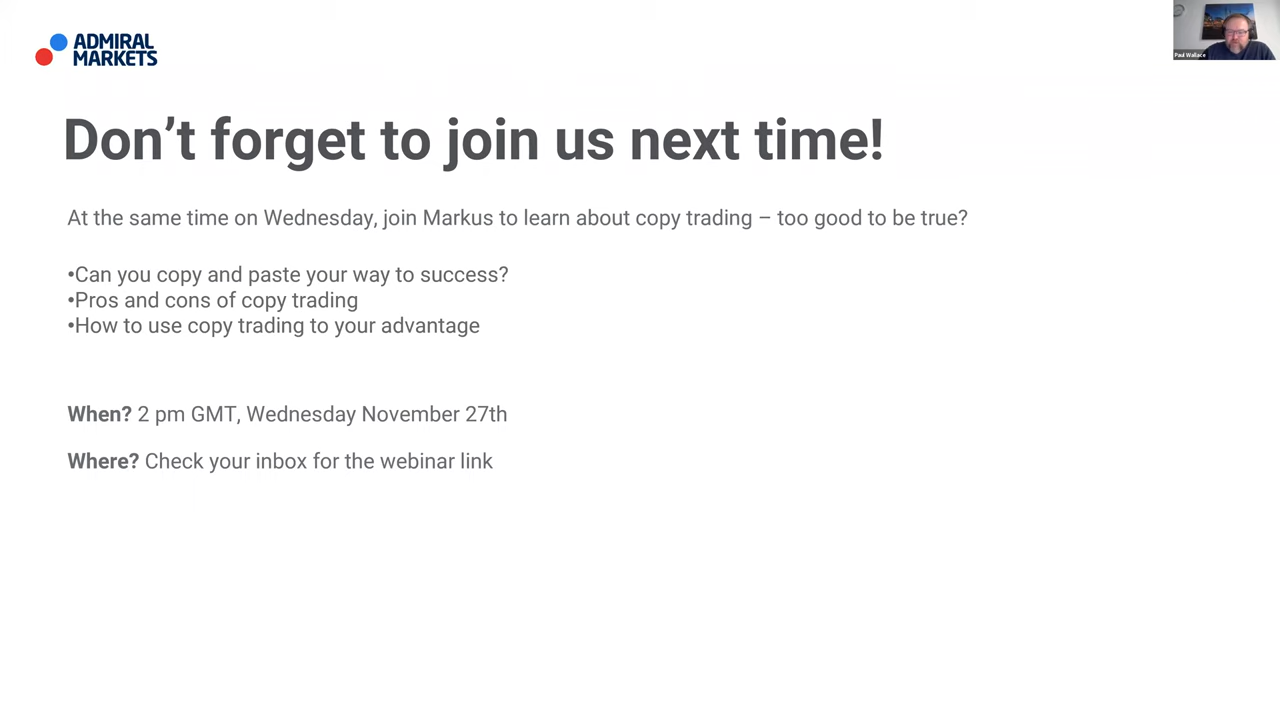 ADMIRAL
MARKETS
Paul Wallace
Don’t forget to join us next time!
At the same time on Wednesday, join Markus to learn about copy trading – too good to be true?
•Can you copy and paste your way to success?
•Pros and cons of copy trading
•How to use copy trading to your advantage
When? 2 pm GMT, Wednesday November 27th
Where? Check your inbox for the webinar link